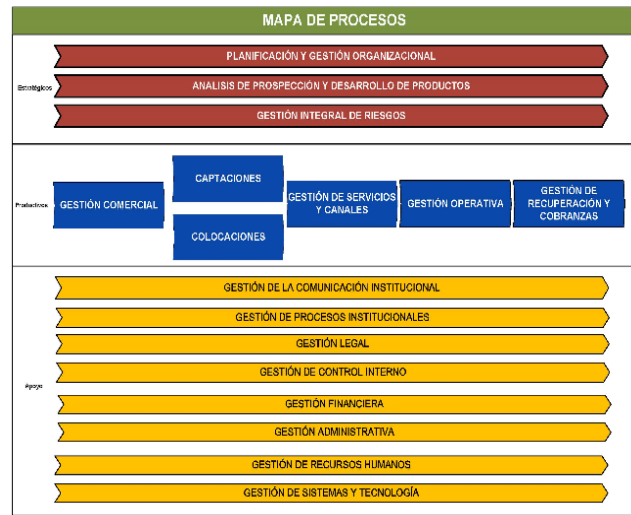 MAPA DE PROCESOS
PLANIFICACIÓN Y GESTIÓN ORGANIZACIONAL
Estratégicos
ANALISIS DE PROSPECCIÓN Y DESARROLLO DE PRODUCTOS
GESTIÓN INTEGRAL DE RIESGOS
Productivos
GESTIÓN COMERCIAL
CAPTACIONES
COLOCACIONES
GESTIÓN DE SERVICIOS
Y CANALES
GESTIÓN OPERATIVA
GESTIÓN DE
RECUPERACIÓN Y
COBRANZAS
GESTIÓN DE LA COMUNICACIÓN INSTITUCIONAL
GESTIÓN DE PROCESOS INSTITUCIONALES
GESTIÓN LEGAL
GESTIÓN DE CONTROL INTERNO
Apoyo
GESTIÓN FINANCIERA
GESTIÓN ADMINISTRATIVA
GESTIÓN DE RECURSOS HUMANOS
GESTIÓN DE SISTEMAS Y TECNOLOGÍA